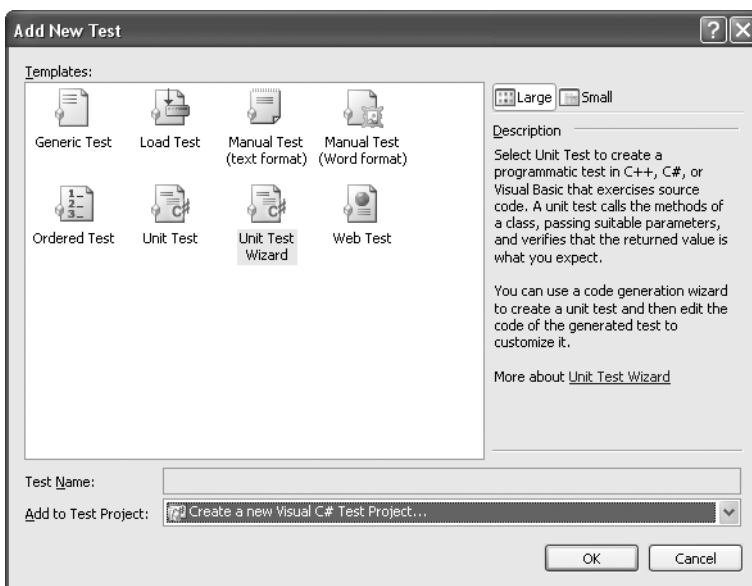 Add New Test
Templates:
Generic Test
Load Test
Manual Test
(text format)
Manual Test
(Word format)
Ordered Test
Unit Test
Unit Test
Wizard
Web Test
Large
Small
Description
Select Unit Test to create a
programmatic test in C++, C#, or
Visual Basic that exercises source
code. A unit test calls the methods of
a class, passing suitable parameters,
and verifies that the returned value is
what you expect.
You can use a code generation wizard
to create a unit test and then edit the
code of the generated test to
customize it.
More about Unit Test Wizard
Test Name:
Add to Test Project:
Create a new Visual C# Test Project...
OK
Cancel